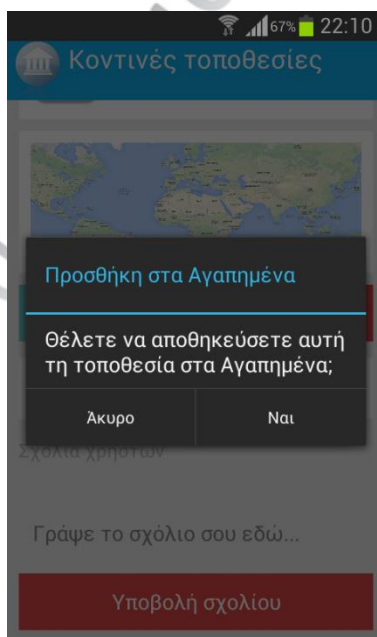 67% 22:10
Κοντινές τοποθεσίες
Προσθήκη στα Αγαπημένα
Θέλετε να αποθηκεύσετε αυτή
τη τοποθεσία στα Αγαπημένα;
Άκυρο Ναι
Σχόλια χρηστών
Γράψε το σχόλιο σου εδώ...
Υποβολή σχολίου